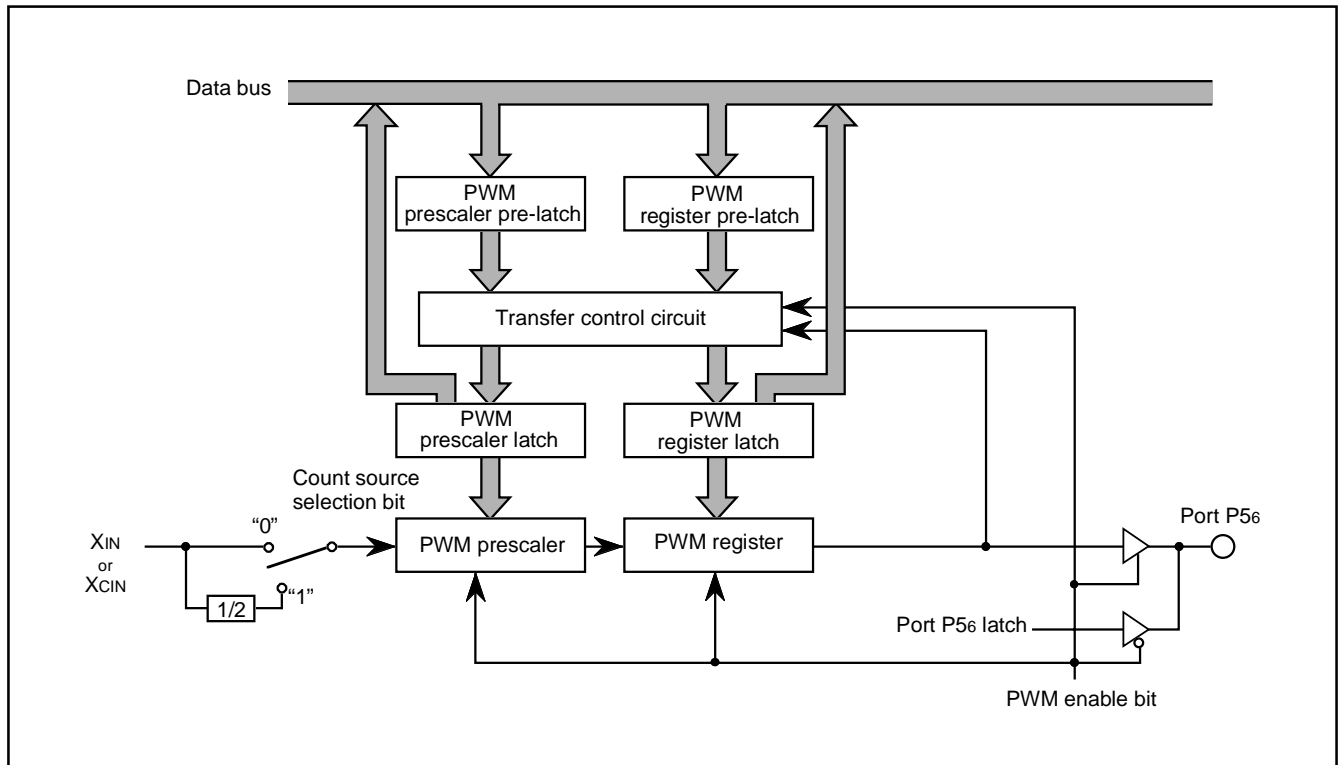 Data bus
PWM
prescaler pre-latch
PWM
register pre-latch
Transfer control circuit
PWM
prescaler latch
PWM
register latch
Count source
selection bit
“0”
XIN
or
XCIN
“1”
1/2
PWM prescaler
PWM register
Port P56
Port P56 latch
PWM enable bit